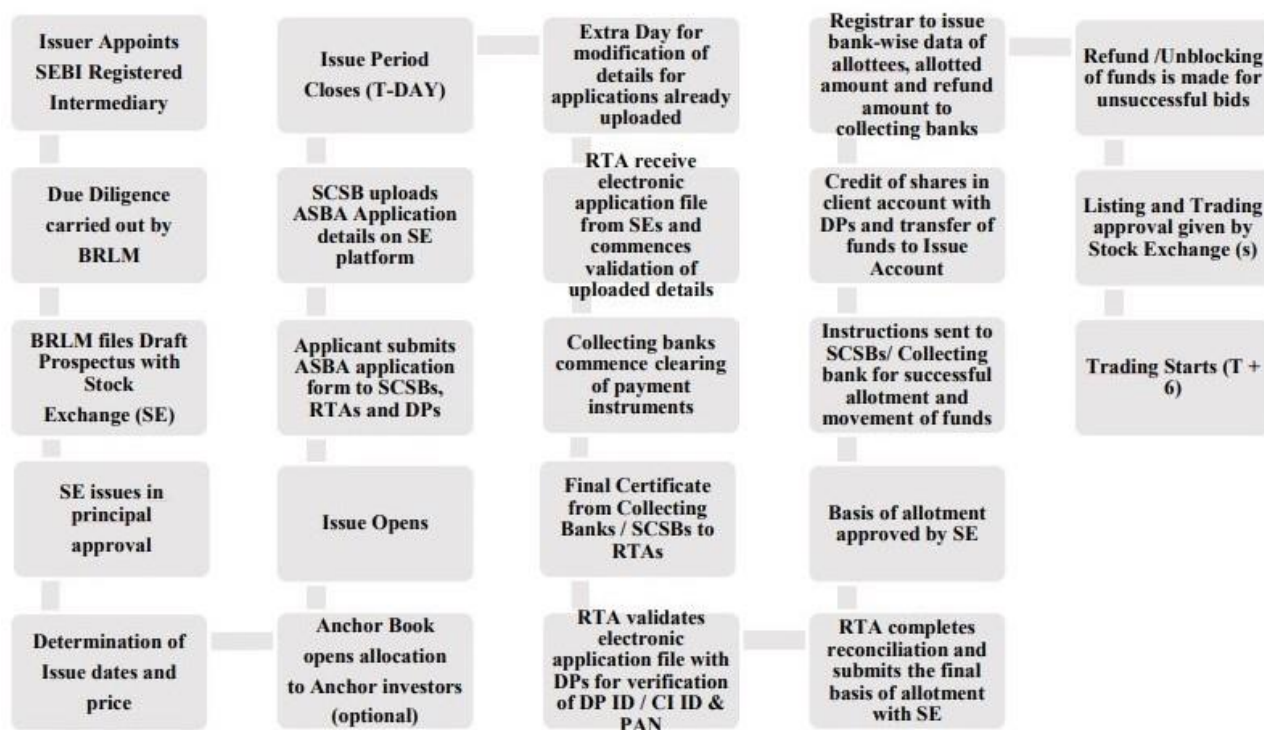 Issuer Appoints
SEBI Registered
Intermediary
Due Diligence
carried out by
BRLM
BRLM files Draft
Prospectus with
Stock
Exchange (SE)
SE issues in
principal
approval
Determination of
Issue dates and
price
Issue Period
Closes (T-DAY)
SCSB uploads
ASBA Application
details on SE
platform
Applicant submits
ASBA application
form to SCSBs,
RTAs and DPs
Issue Opens
Anchor Book
opens allocation
to Anchor investors
(optional)
Extra Day for
modification of
details for
applications already
uploaded
RTA receive
electronic
application file
from SEs and
commences
validation of
uploaded details
Collecting banks
commence clearing
of payment
instruments
Final Certificate
from Collecting
Banks / SCSBs to
RTAs
RTA validates
electronic
application file with
DPs for verification
of DP ID / CI ID &
PAN
Registrar to issue
bank-wise data of
allottees, allotted
amount and refund
amount to
collecting banks
Credit of shares in
client account with
DPs and transfer of
funds to Issue
Account
Instructions sent to
SCSBs/ Collecting
bank for successful
allotment and
movement of funds
Basis of allotment
approved by SE
RTA completes
reconciliation and
submits the final
basis of allotment
with SE
Refund /Unblocking
of funds is made for
unsuccessful bids
Listing and Trading
approval given by
Stock Exchange (s)
Trading Starts (T +
6)